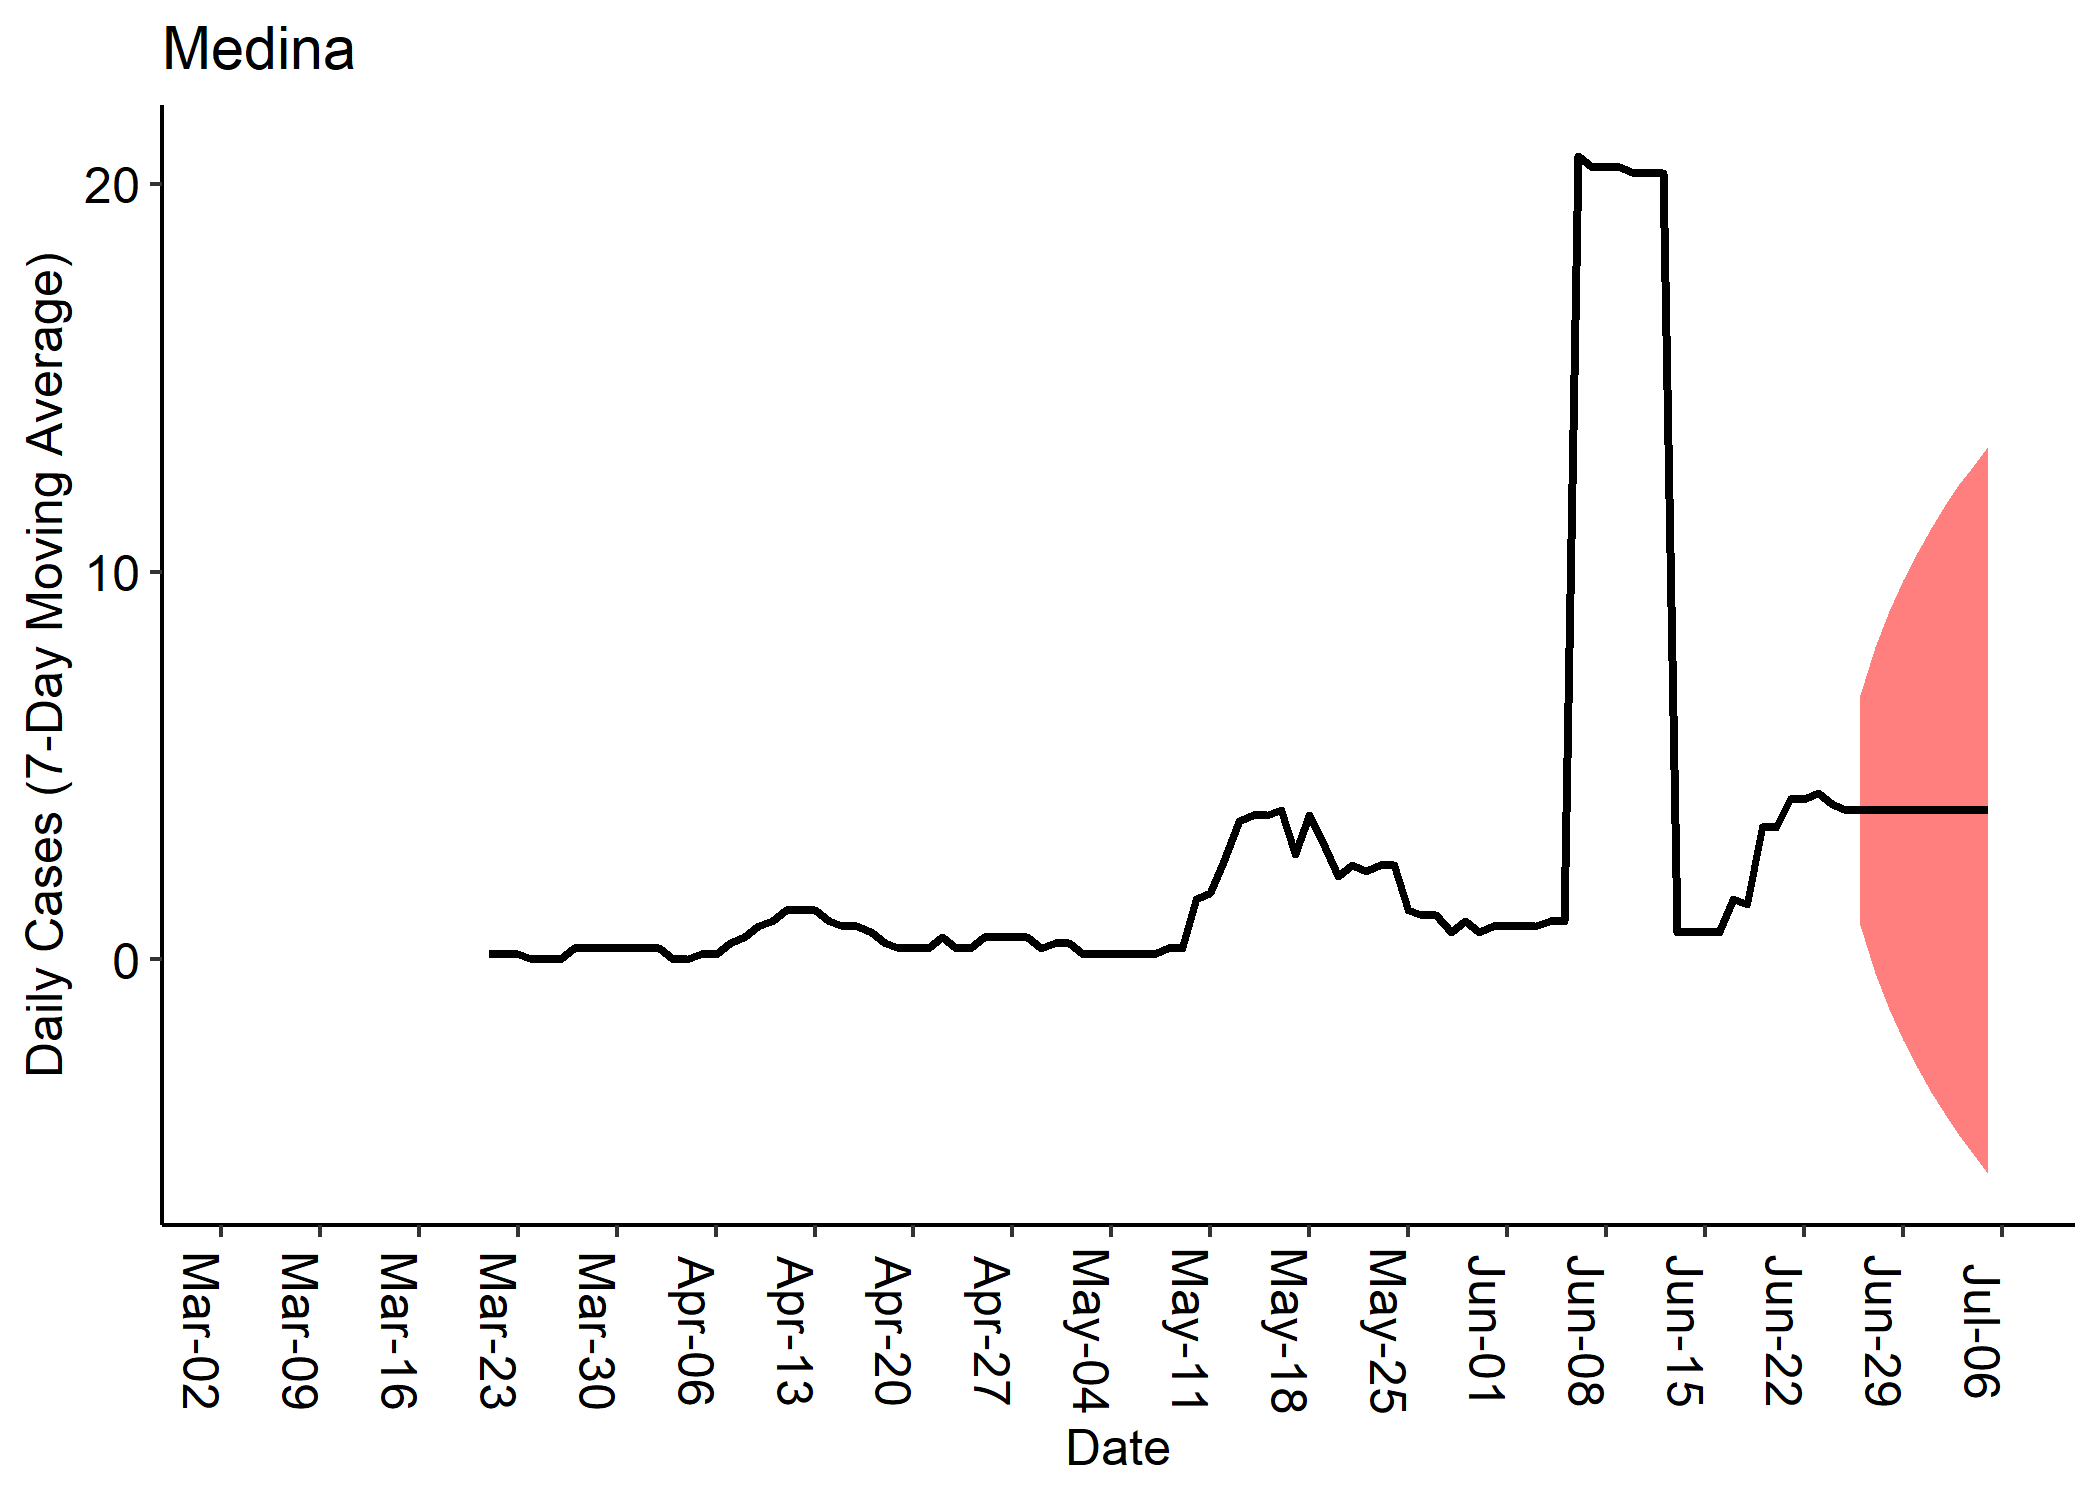 Medina
Daily Cases (7-Day Moving Average)
20
10
0
Mar-02
Mar-09
Mar-16
Mar-23
Mar-30
Apr-06
Apr-13
Apr-20
Apr-27
May-04
May-11
May-18
May-25
Jun-01
Jun-08
Jun-15
Jun-22
Jun-29
Jul-06
Date